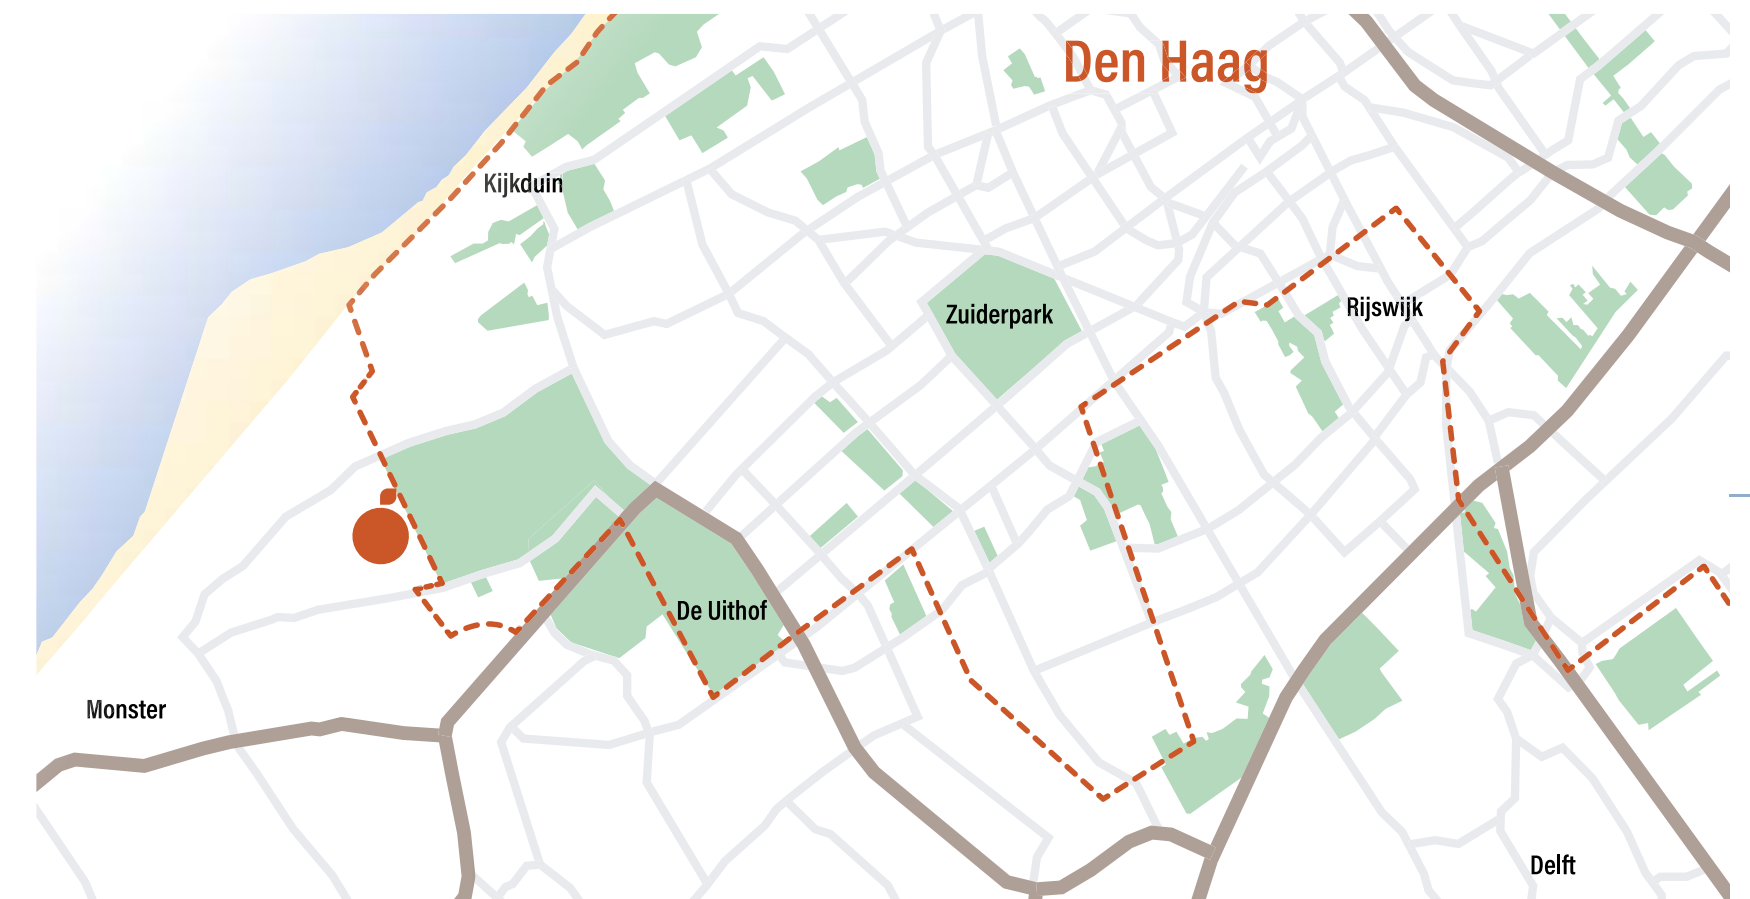 Den Haag
Kijkduin
Zuiderpark
Rijswijk
De Uithof
Monster
Delft